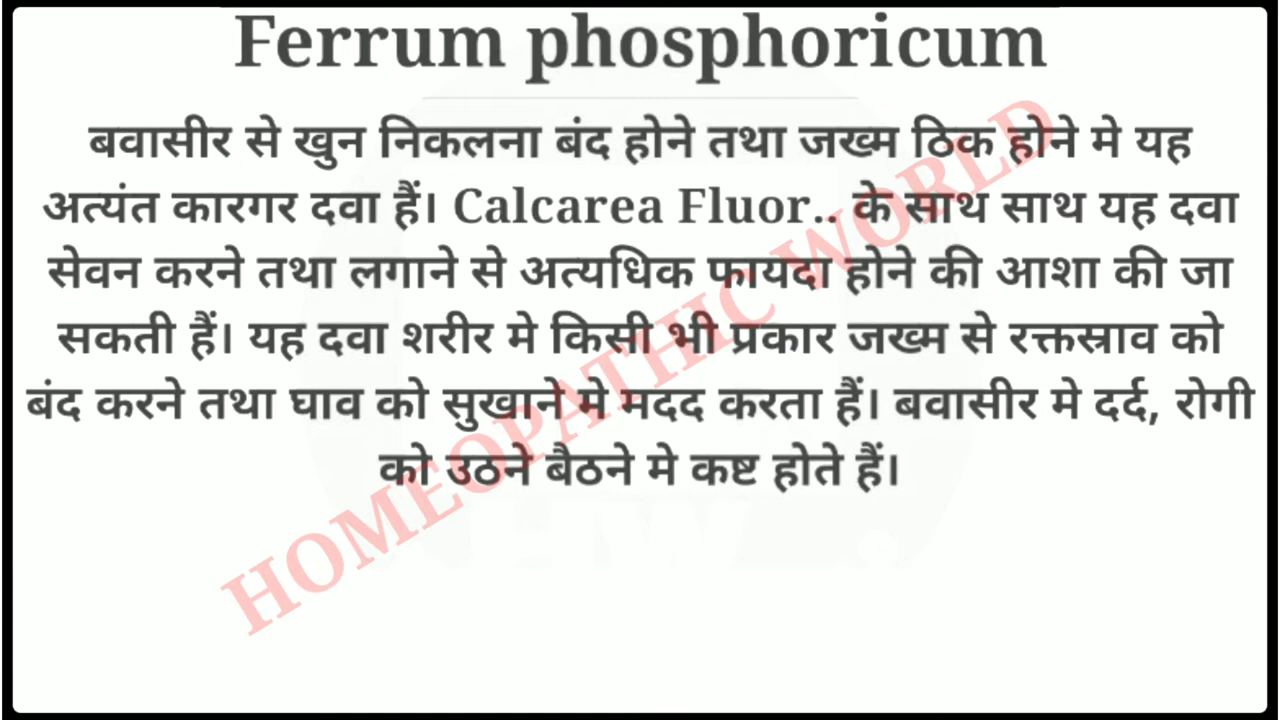 Ferrum phosphoricum
बवासीर से खुन निकलना बंद होने तथा जख्म ठिक होने मे यह
अत्यंत कारगर दवा हैं। Calcarea Fluor.. के साथ साथ यह दवा
सेवन करने तथा लगाने से अत्यधिक फायदा होने की आशा की जा
सकती हैं। यह दवा शरीर मे किसी भी प्रकार जख्म से रक्तस्राव को
बंद करने तथा घाव को सुखाने मे मदद करता हैं। बवासीर मे दर्द, रोगी
को उठने बैठने मे कष्ट होते हैं।
HOMEOPATHIC WORLD